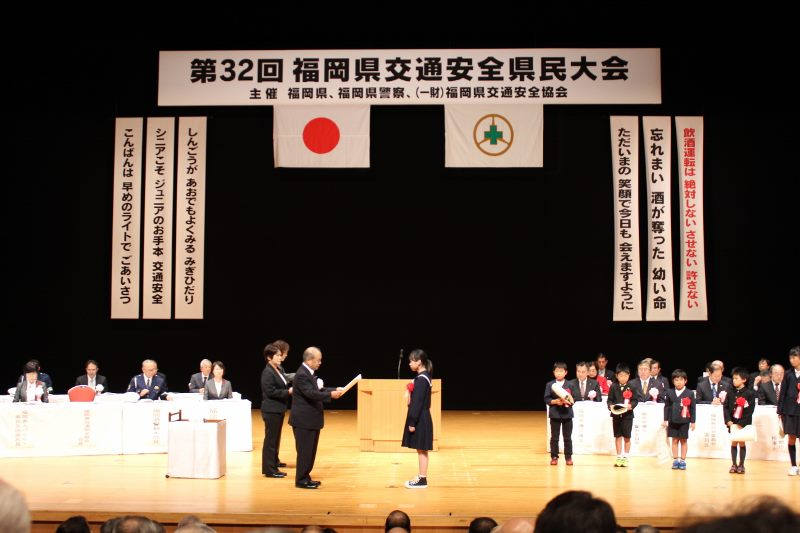 第32回 福岡県交通安全県民大会
主催 福岡県、福岡県警察、(一財)福岡県交通安全協会
飲酒運転は 絶対しない させない 許さない
忘れまい 酒が奪った 幼い命
ただいまの 笑顔で今日も 会えますように
しんごうが あおでもよくみる みぎひだり
シニアこそ ジュニアのお手本 交通安全
こんばんは 早めのライトで ごあいさつ